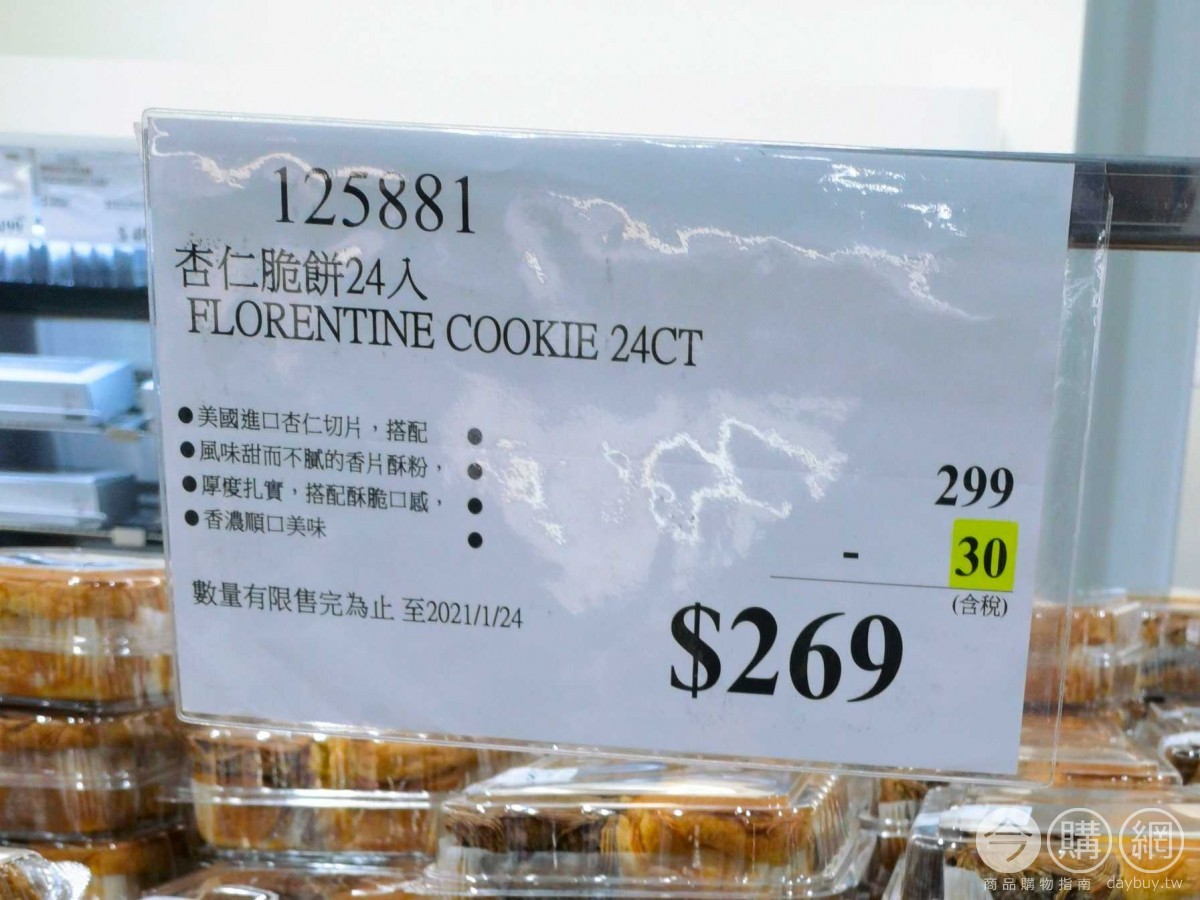 125881
杏仁脆餅24入
FLORENTINE COOKIE 24CT
●美國進口杏仁切片，搭配
●風味甜而不膩的香片酥粉，
●厚度扎實，搭配酥脆口感，
●香濃順口美味
●
●
●
●
數量有限售完為止 至2021/1/24
299
- 30
(含稅)
$269
今購網
商品購物指南 daybuy.tw